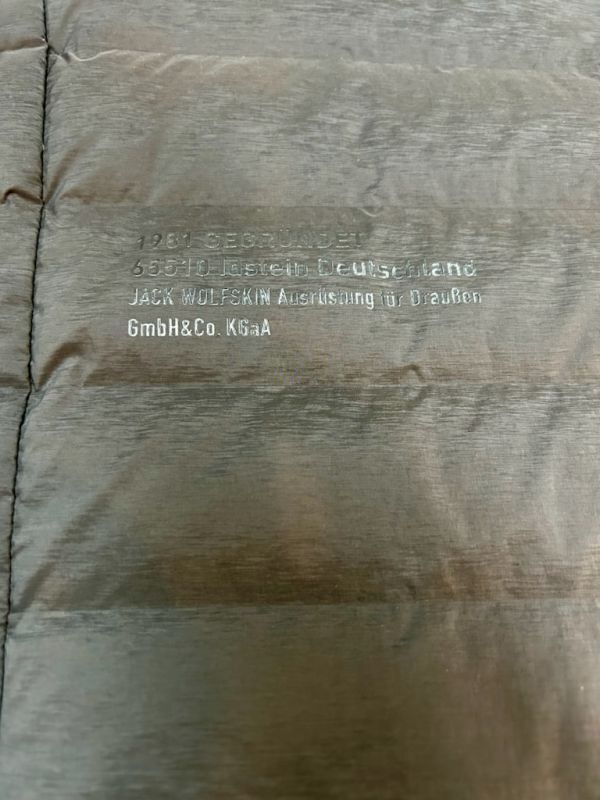 1981 GEGRÜNDET
65510 Idstein Deutschland
JACK WOLFSKIN Ausrüstung für Draußen
GmbH&Co. KGaA